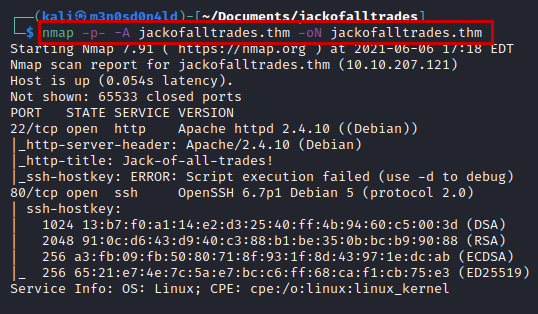 (kali㉿m3n0sd0n4ld)-[~/Documents/jackofalltrades]
$ nmap -p- -A jackofalltrades.thm -oN jackofalltrades.thm
Starting Nmap 7.91 ( https://nmap.org ) at 2021-06-06 17:18 EDT
Nmap scan report for jackofalltrades.thm (10.10.207.121)
Host is up (0.054s latency).
Not shown: 65533 closed ports
PORT   STATE SERVICE VERSION
22/tcp open  http    Apache httpd 2.4.10 ((Debian))
|_http-server-header: Apache/2.4.10 (Debian)
|_http-title: Jack-of-all-trades!
|_ssh-hostkey: ERROR: Script execution failed (use -d to debug)
80/tcp open  ssh     OpenSSH 6.7p1 Debian 5 (protocol 2.0)
| ssh-hostkey:
|   1024 13:b7:f0:a1:14:e2:d3:25:40:ff:4b:94:60:c5:00:3d (DSA)
|   2048 91:0c:d6:43:d9:40:c3:88:b1:be:35:0b:bc:b9:90:88 (RSA)
|   256 a3:fb:09:fb:50:80:71:8f:93:1f:8d:43:97:1e:dc:ab (ECDSA)
|_  256 65:21:e7:4e:7c:5a:e7:bc:c6:ff:68:ca:f1:cb:75:e3 (ED25519)
Service Info: OS: Linux; CPE: cpe:/o:linux:linux_kernel